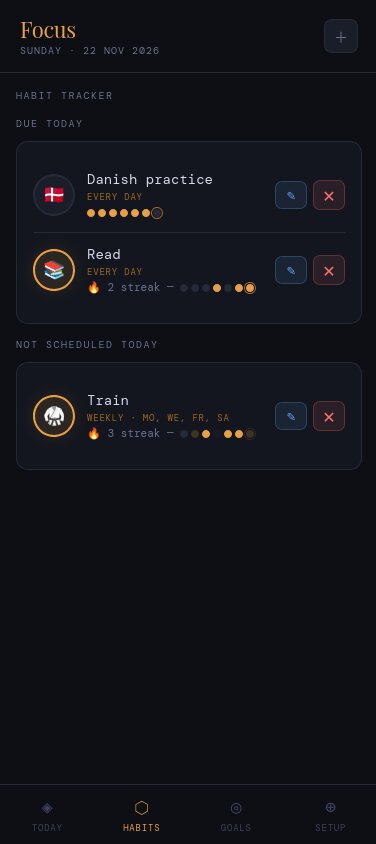 Focus
SUNDAY · 22 NOV 2026
HABIT TRACKER
DUE TODAY
Danish practice
EVERY DAY
Read
EVERY DAY
🔥 2 streak —
NOT SCHEDULED TODAY
Train
WEEKLY · MO, WE, FR, SA
🔥 3 streak —
TODAY
HABITS
GOALS
SETUP